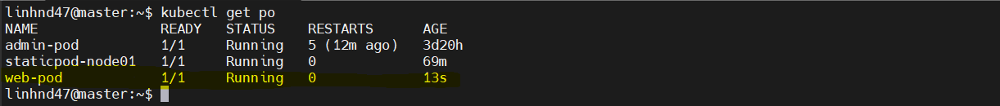 linhnd47@master:~$ kubectl get po
NAME READY STATUS RESTARTS AGE
admin-pod 1/1 Running 5 (12m ago) 3d20h
staticpod-node01 1/1 Running 0 69m
web-pod 1/1 Running 0 13s
linhnd47@master:~$